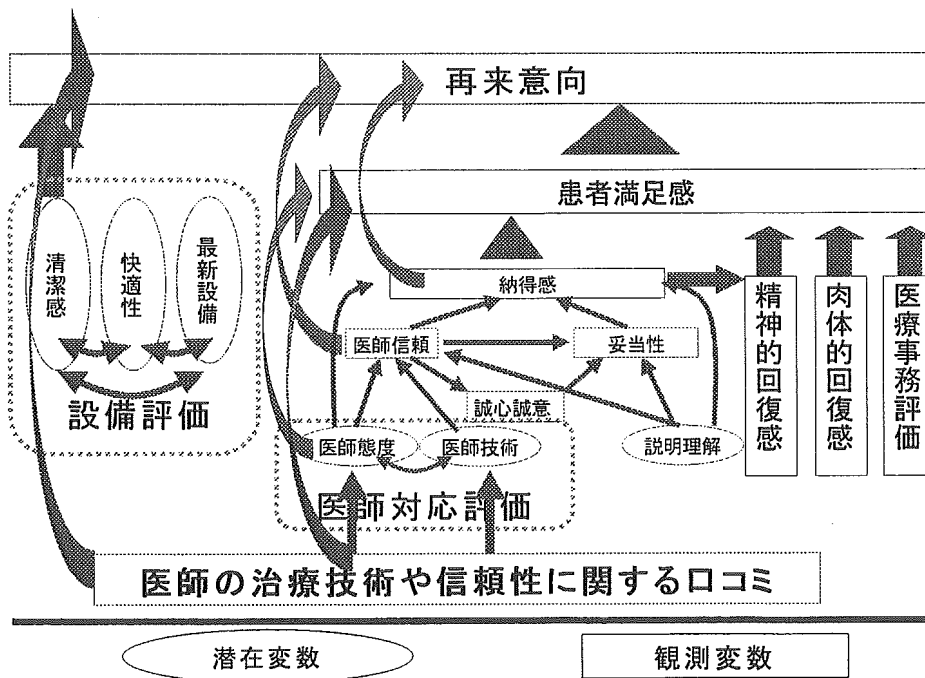 再来意向
患者満足感
清潔感
快適性
最新設備
設備評価
納得感
医師信頼
妥当性
誠心誠意
医師態度
医師技術
説明理解
医師対応評価
精神的回復感
肉体的回復感
医療事務評価
医師の治療技術や信頼性に関する口コミ
潜在変数
観測変数